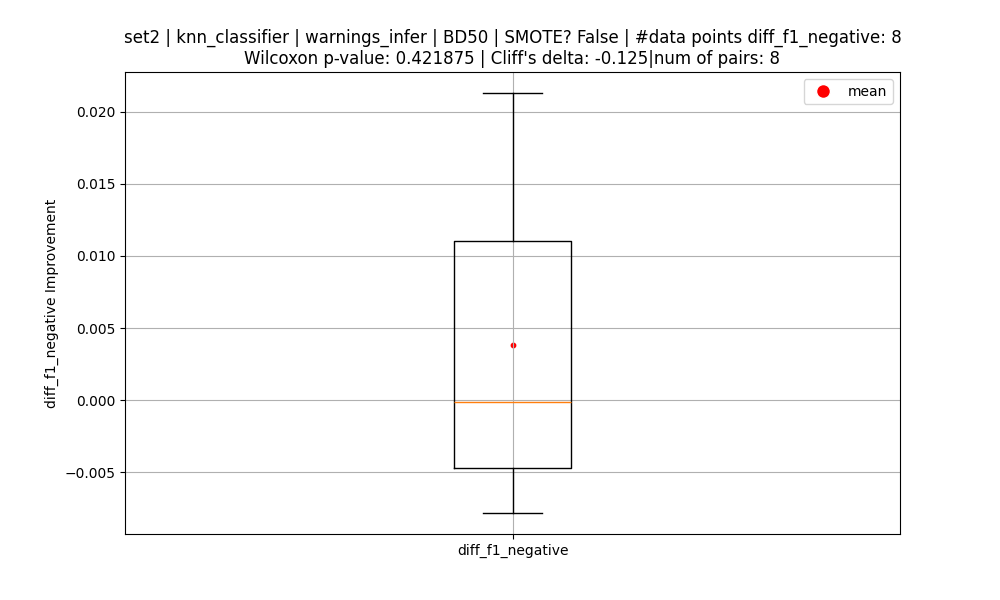 set2 | knn_classifier | warnings_infer | BD50 | SMOTE? False | #data points diff_f1_negative: 8
Wilcoxon p-value: 0.421875 | Cliff's delta: -0.125|num of pairs: 8
mean
0.020
0.015
0.010
0.005
0.000
−0.005
diff_f1_negative Improvement
diff_f1_negative